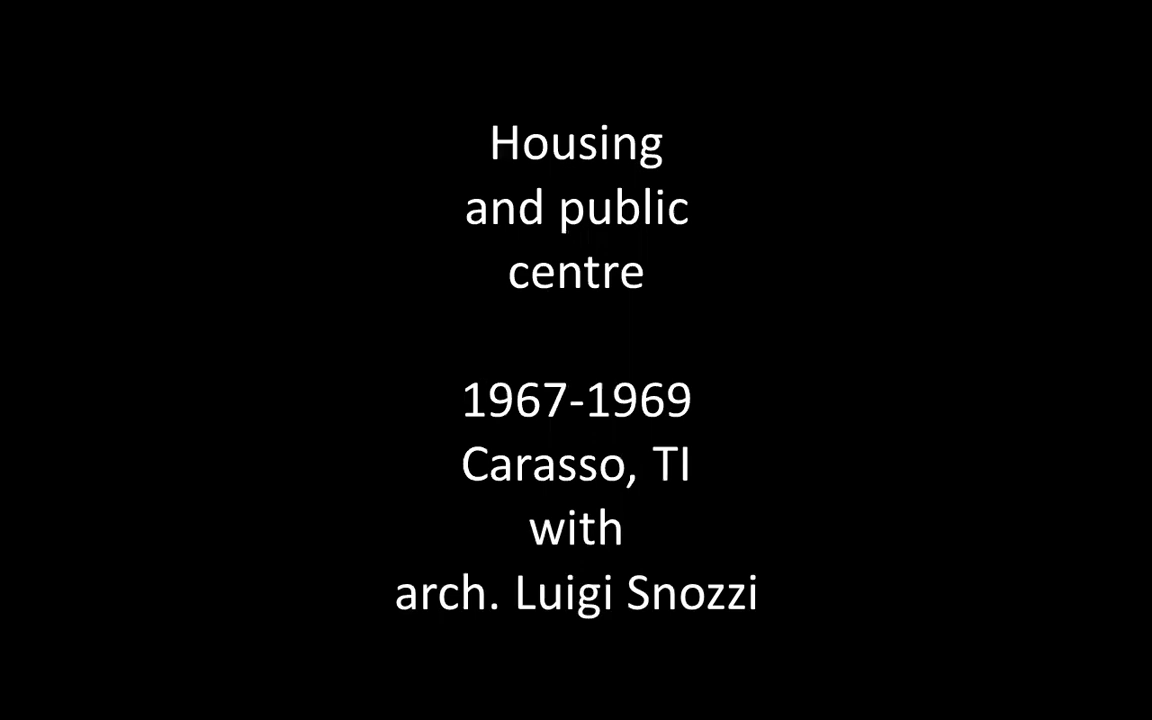 Housing
and public
centre
1967-1969
Carasso, TI
with
arch. Luigi Snozzi